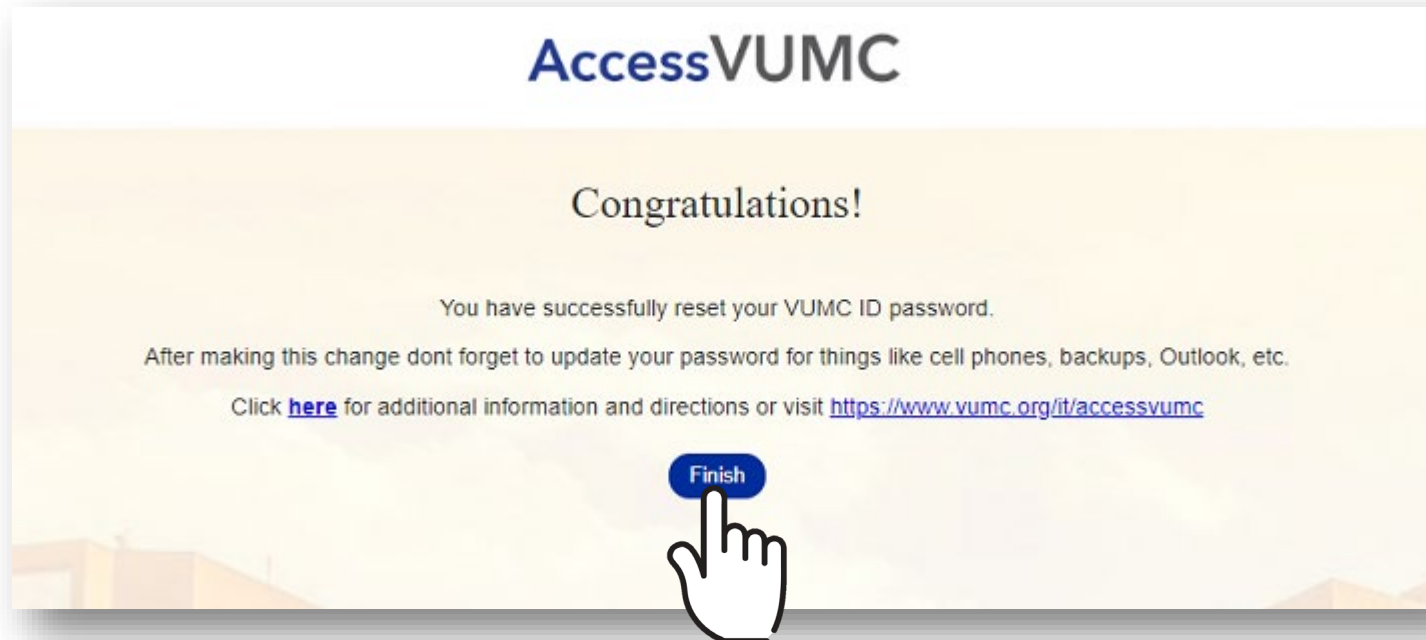 AccessVUMC
Congratulations!
You have successfully reset your VUMC ID password.
After making this change dont forget to update your password for things like cell phones, backups, Outlook, etc.
Click here for additional information and directions or visit https://www.vumc.org/it/accessvumc
Finish